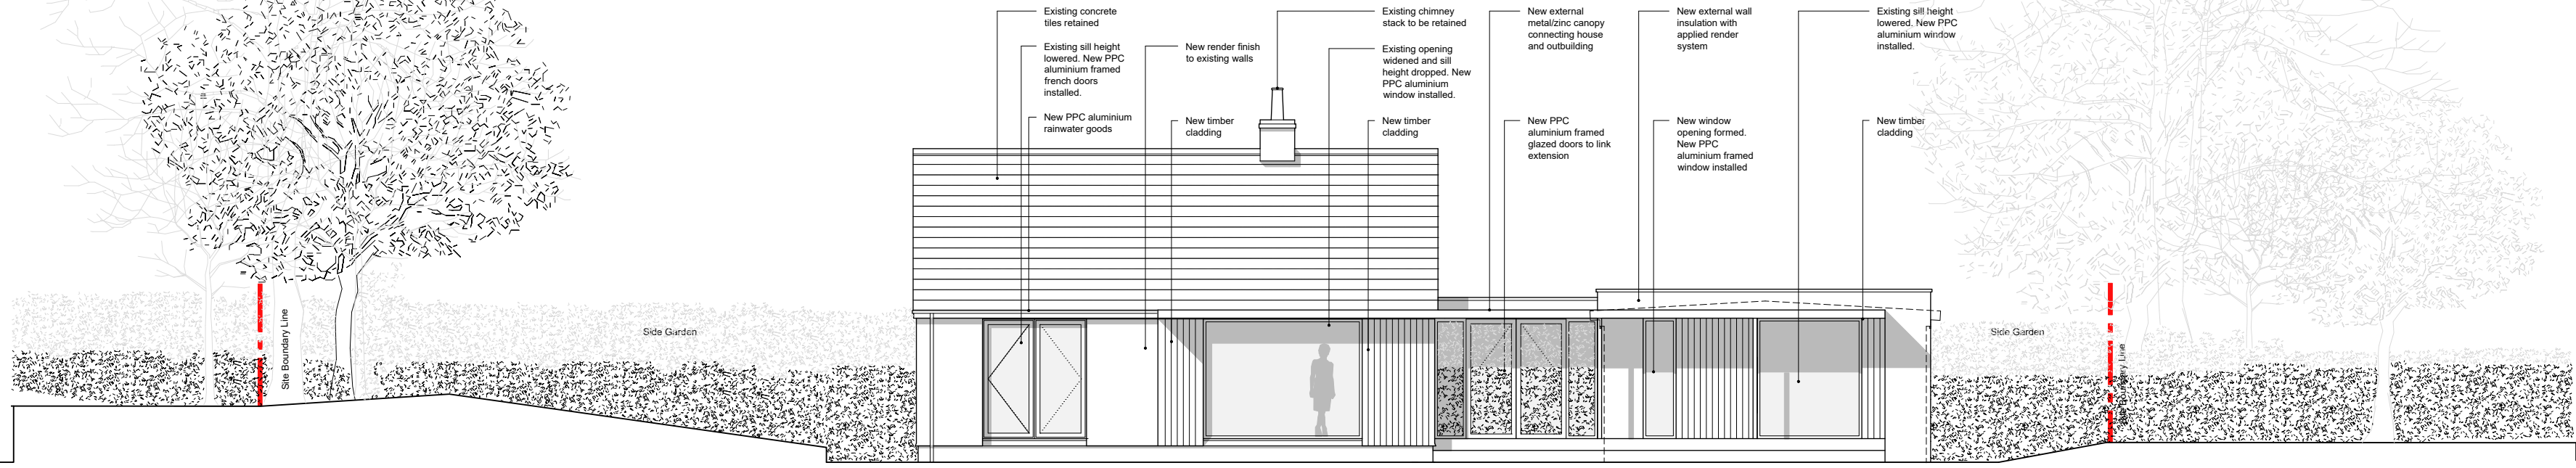 Existing concrete
tiles retained
Existing sill height
lowered. New PPC
aluminium framed
french doors
installed.
New PPC aluminium
rainwater goods
New render finish
to existing walls
New timber
cladding
Existing chimney
stack to be retained
Existing opening
widened and sill
height dropped. New
PPC aluminium
window installed.
New timber
cladding
New external
metal/zinc canopy
connecting house
and outbuilding
New PPC
aluminium framed
glazed doors to link
extension
New external wall
insulation with
applied render
system
New window
opening formed.
New PPC
aluminium framed
window installed
Existing sill height
lowered. New PPC
aluminium window
installed.
New timber
cladding
Site Boundary Line
Side Garden
Side Garden
Site Boundary Line